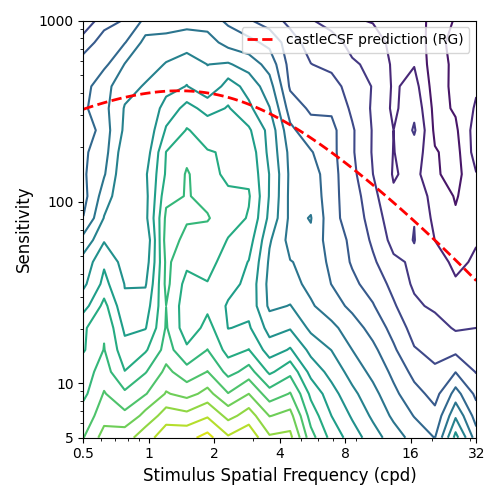 1000
castleCSF prediction (RG)
100
10
5
0.5 1 2 4 8 16 32
Sensitivity
Stimulus Spatial Frequency (cpd)